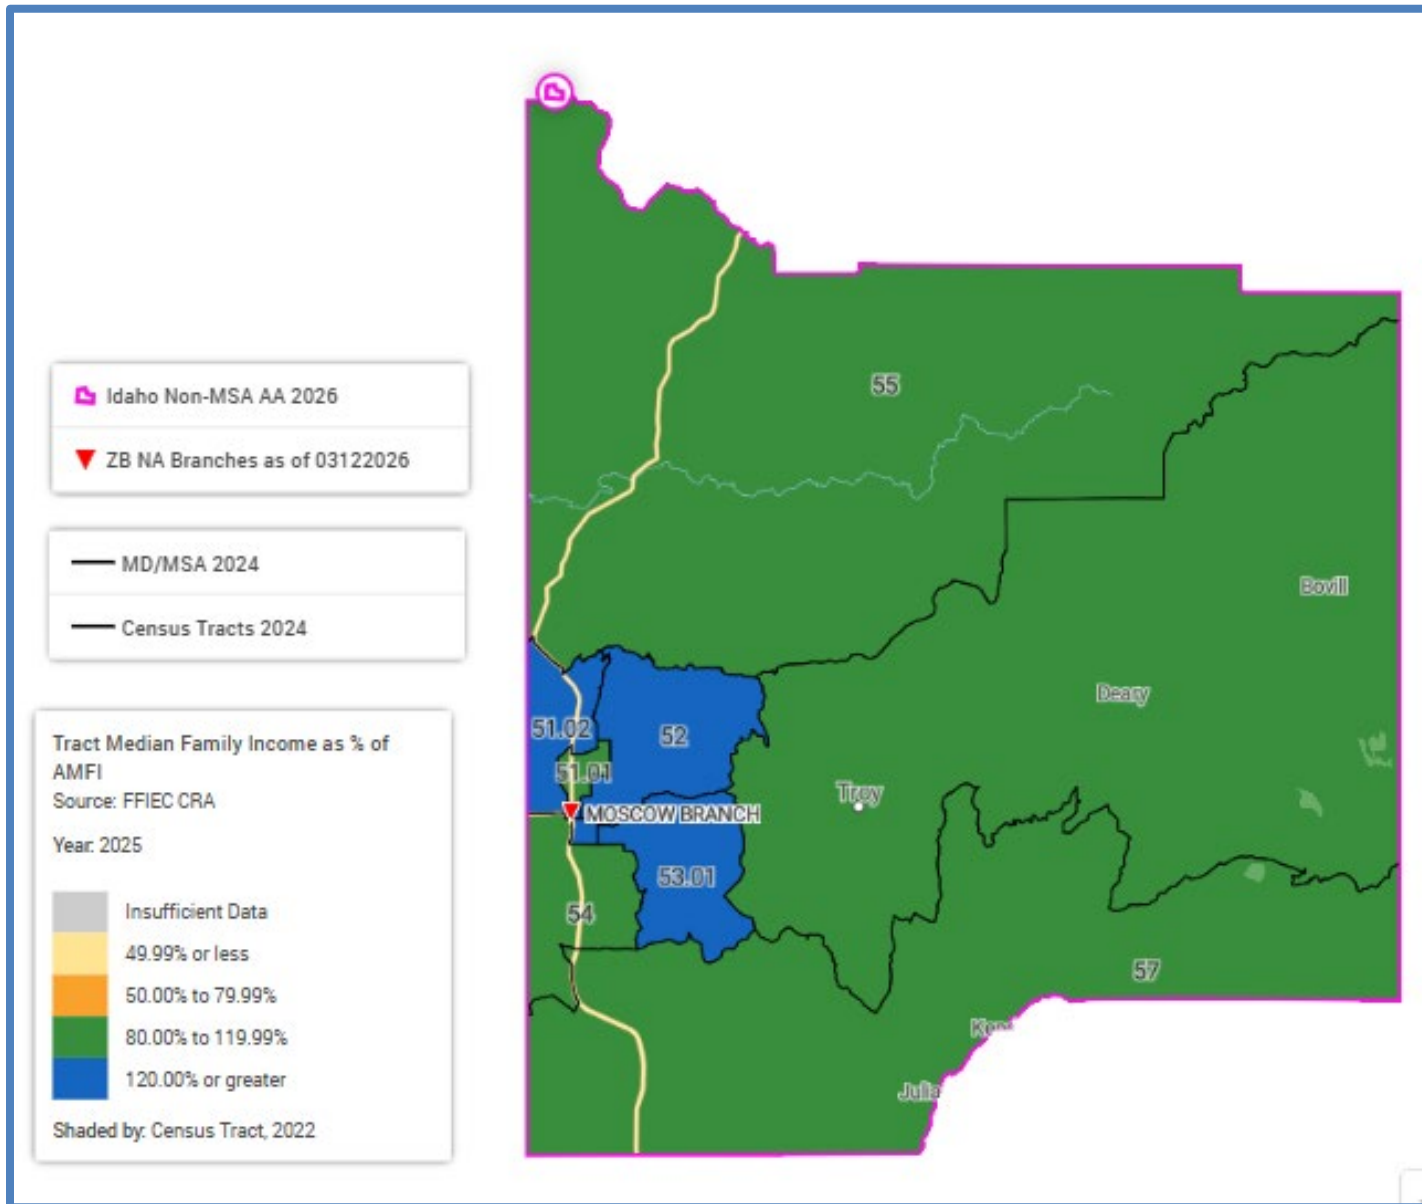 Idaho Non-MSA AA 2026
ZB NA Branches as of 03122026
MD/MSA 2024
Census Tracts 2024
Tract Median Family Income as % of
AMFI
Source: FFIEC CRA
Year: 2025
Insufficient Data
49.99% or less
50.00% to 79.99%
80.00% to 119.99%
120.00% or greater
Shaded by: Census Tract, 2022
55
Bovill
Deary
51.02
52
51.01
Troy
MOSCOW BRANCH
53.01
54
57
Julia